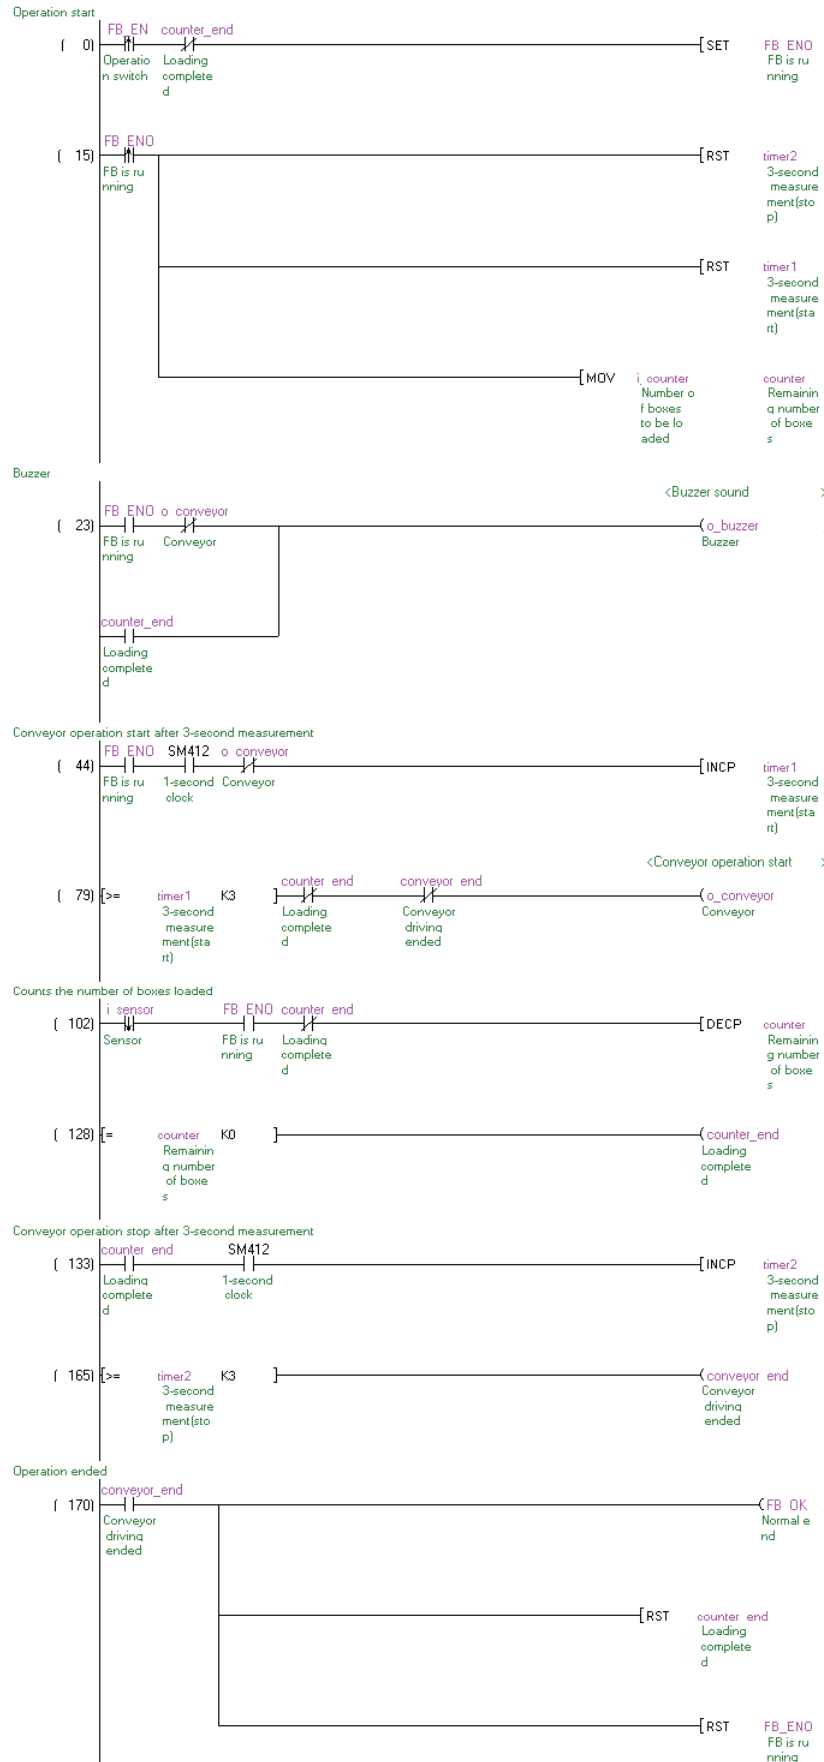 Operation start
FB_EN counter_end
( 0) SET FB_ENO
Operatio Loading FB is ru
n switch complete nning
d
FB_ENO
( 15) RST timer2
FB is ru 3-second
nning measure
ment(sto
p)
RST timer1
3-second
measure
ment(sta
rt)
MOV i_counter counter
Number o Remainin
f boxes g number
to be lo of boxe
aded s
Buzzer
<Buzzer sound >
FB_ENO o_conveyor
( 23) o_buzzer
FB is ru Conveyor Buzzer
nning
counter_end
Loading
complete
d
Conveyor operation start after 3-second measurement
FB_ENO SM412 o_conveyor
( 44) INCP timer1
FB is ru 1-second Conveyor 3-second
nning clock measure
ment(sta
rt)
<Conveyor operation start >
counter_end conveyor_end
( 79) >= timer1 K3 o_conveyor
3-second Loading Conveyor Conveyor
measure complete driving
ment(sta d ended
rt)
Counts the number of boxes loaded
i_sensor FB_ENO counter_end
( 102) DECP counter
Sensor FB is ru Loading Remainin
nning complete g number
d of boxe
s
( 128) = counter K0 counter_end
Remainin Loading
g number complete
of boxe d
s
Conveyor operation stop after 3-second measurement
counter_end SM412
( 133) INCP timer2
Loading 1-second 3-second
complete clock measure
d ment(sto
p)
( 165) >= timer2 K3 conveyor_end
3-second Conveyor
measure driving
ment(sto ended
p)
Operation ended
conveyor_end
( 170) FB_OK
Conveyor Normal e
driving nd
ended
RST counter_end
Loading
complete
d
RST FB_ENO
FB is ru
nning